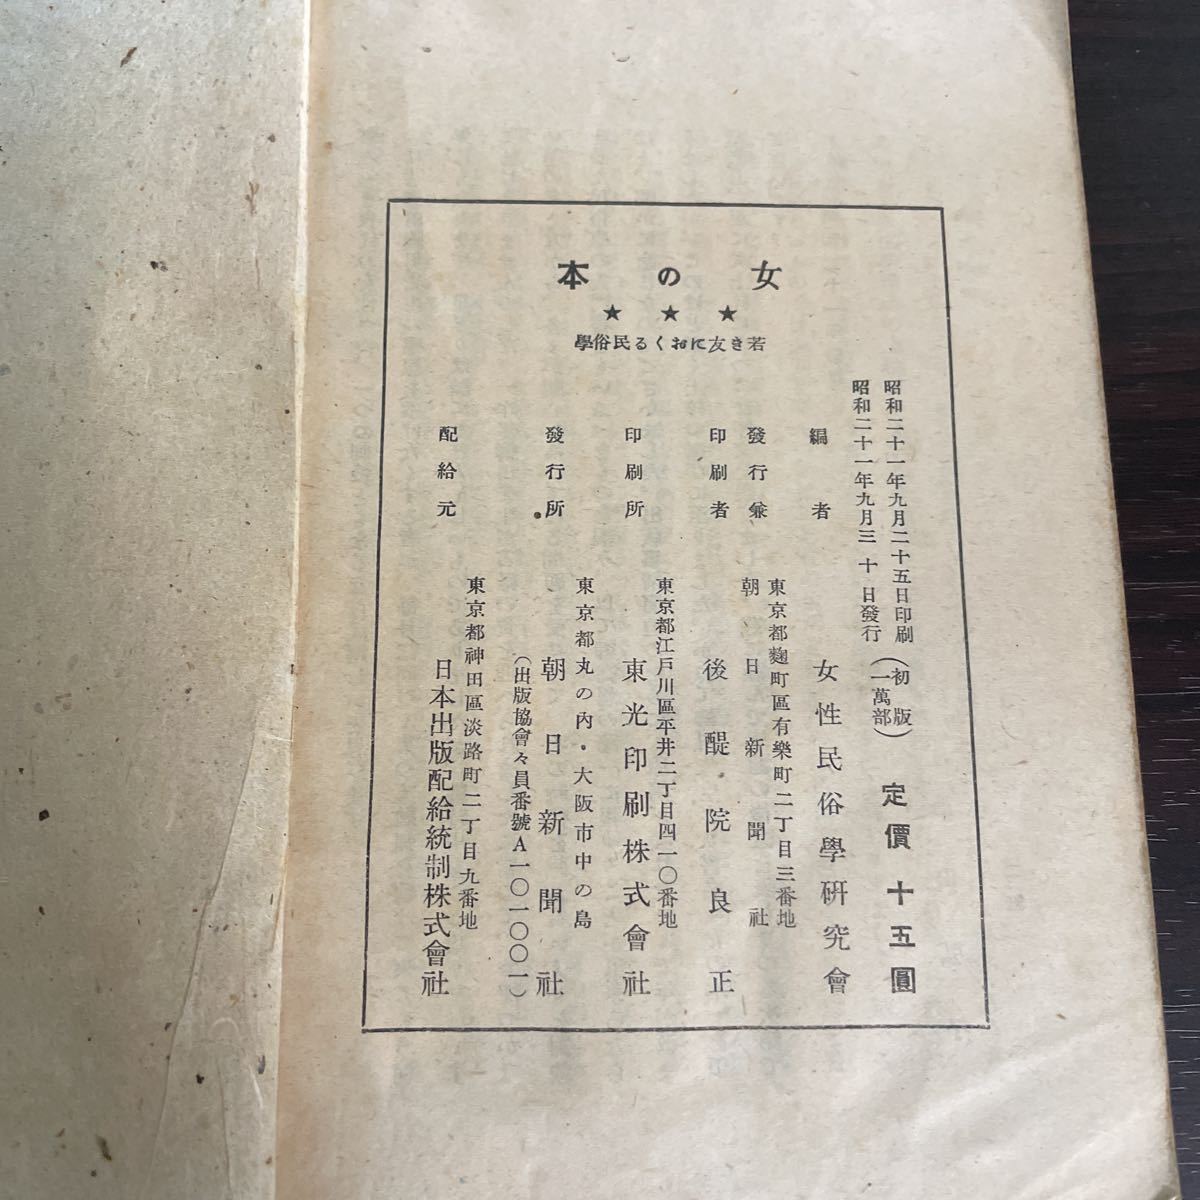 女の本
★★★
若き友におくる民俗學
昭和二十一年九月二十五日印刷
昭和二十一年九月三十日發行
(初版
一萬部)
定價十五圓
編者
女性民俗學研究會
東京都麴町區有樂町二丁目三番地
發行兼
朝日新聞社
印刷者
後醍院良正
東京都江戸川區平井二丁目四一〇番地
印刷所
東光印刷株式會社
東京都丸の內・大阪市中の島
發行所
朝日新聞社
(出版協會々員番號A一〇一〇〇一)
東京都神田區淡路町二丁目九番地
配給元
日本出版配給統制株式會社